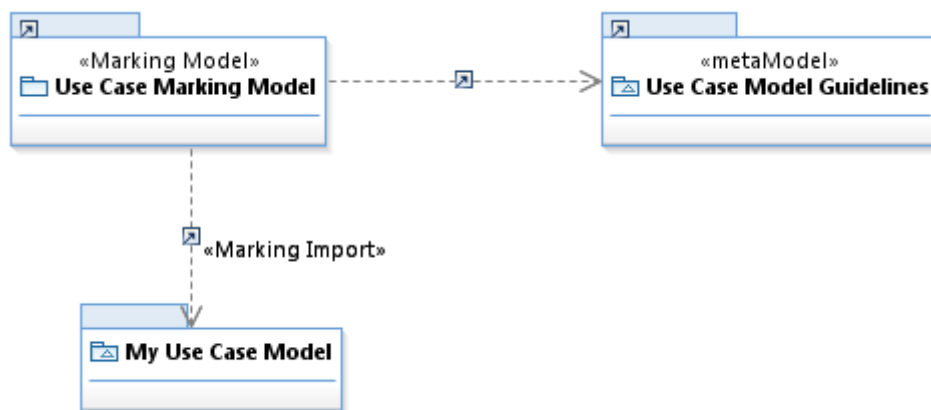 «Marking Model»
Use Case Marking Model
«metaModel»
Use Case Model Guidelines
«Marking Import»
My Use Case Model